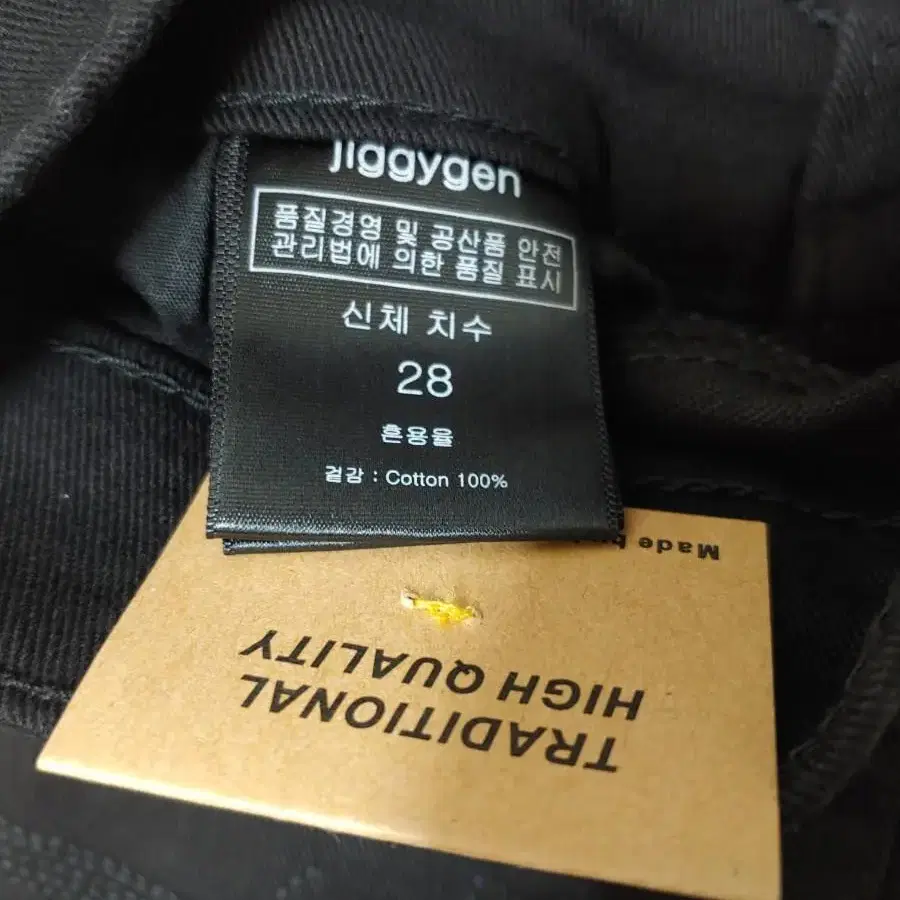 jiggygen
품질경영 및 공산품 안전
관리법에 의한 품질 표시
신체 치수
28
혼용율
겉감 : Cotton 100%
Made
TRADITIONAL
HIGH QUALITY